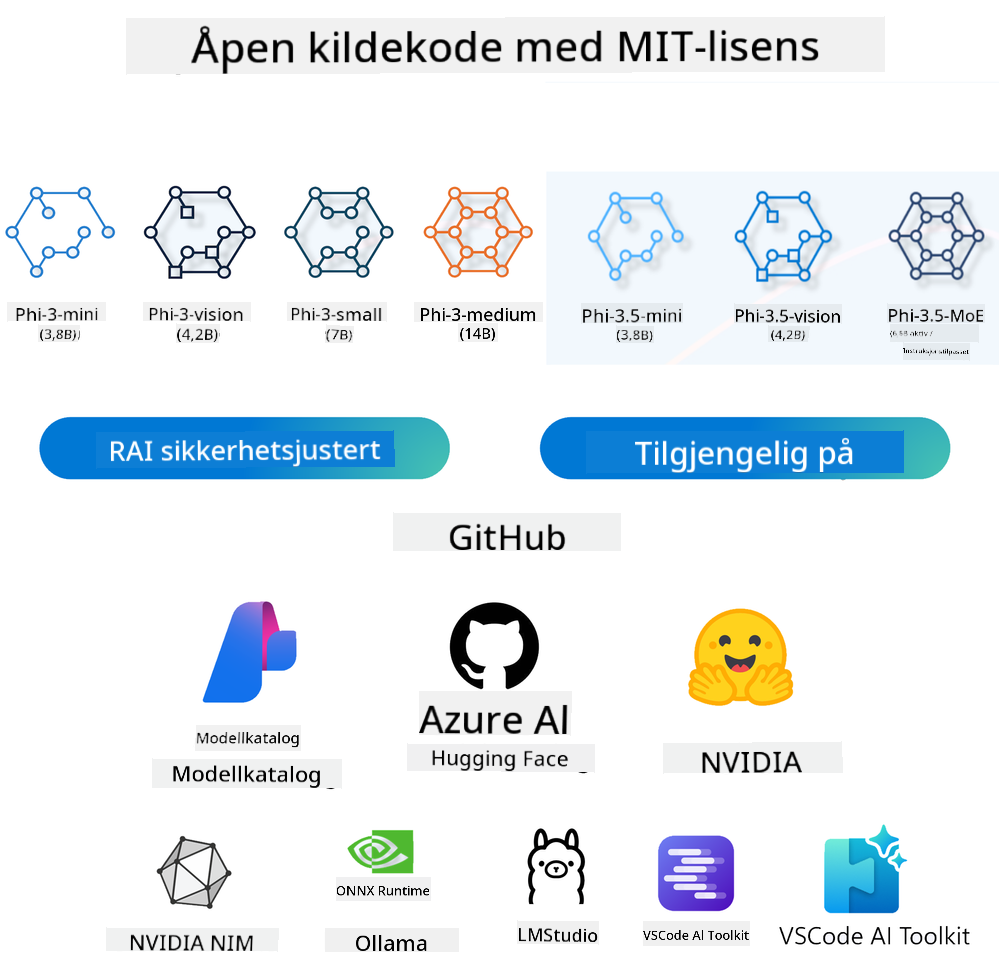 Åpen kildekode med MIT-lisens
Phi-3-mini
(3,8B))
Phi-3-vision
(4,2B)
Phi-3-small
(7B)
Phi-3-medium
(14B)
Phi-3.5-mini
(3,8B)
Phi-3.5-vision
(4,2B)
Phi-3.5-MoE
(6.6B aktiv /
Instruksjonstilpasset
RAI sikkerhetsjustert
Tilgjengelig på
GitHub
Modellkatalog
Modellkatalog
Azure AI
Hugging Face
NVIDIA
NVIDIA NIM
ONNX Runtime
Ollama
LMStudio
VSCode AI Toolkit
VSCode AI Toolkit